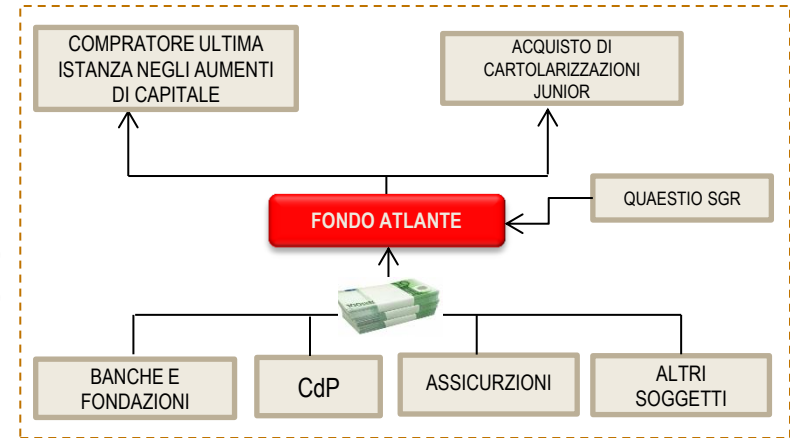 COMPRATORE ULTIMA
ISTANZA NEGLI AUMENTI
DI CAPITALE
ACQUISTO DI
CARTOLARIZZAZIONI
JUNIOR
FONDO ATLANTE
QUAESTIO SGR
BANCHE E
FONDAZIONI
CdP
ASSICURZIONI
ALTRI
SOGGETTI